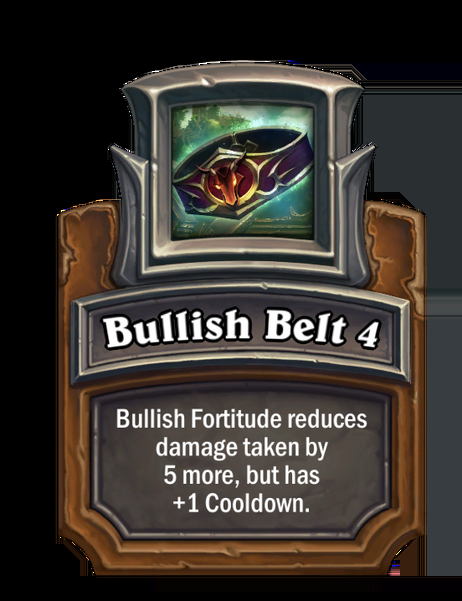 Bullish Belt 4
Bullish Fortitude reduces
damage taken by
5 more, but has
+1 Cooldown.